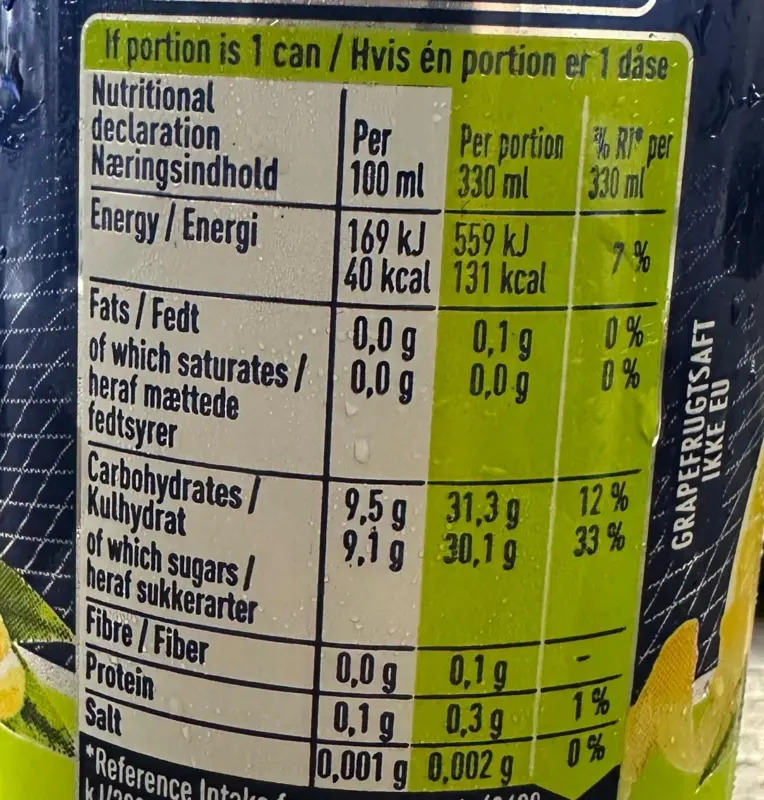 If portion is 1 can / Hvis én portion er 1 dåse
Nutritional
declaration
Næringsindhold
Per
100 ml
Per portion
330 ml
% RI* per
330 ml
Energy / Energi
169 kJ 559 kJ
40 kcal 131 kcal
7 %
Fats / Fedt
0,0 g 0,1 g 0 %
of which saturates /
heraf mættede
fedtsyrer
0,0 g 0,0 g 0 %
Carbohydrates /
Kulhydrat
9,5 g 31,3 g 12 %
of which sugars /
heraf sukkerarter
9,1 g 30,1 g 33 %
Fibre / Fiber
0,0 g 0,1 g -
Protein
0,1 g 0,3 g 1 %
Salt
0,001 g 0,002 g 0 %
*Reference
GRAPEFRUGTSAFT
IKKE EU